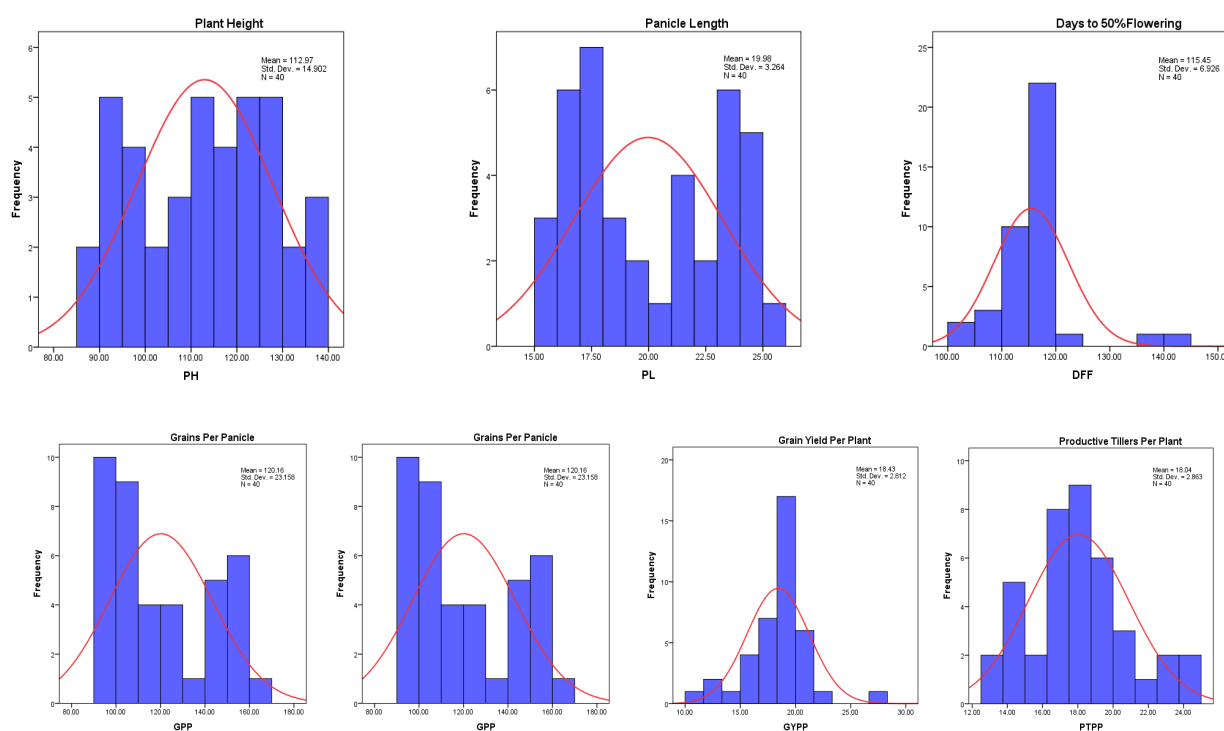 Plant Height
Mean = 112.97
Std. Dev. = 14.902
N = 40
Frequency
6
5
4
3
2
1
0
80.00 90.00 100.00 110.00 120.00 130.00 140.00
PH
Panicle Length
Mean = 19.98
Std. Dev. = 3.264
N = 40
Frequency
6
4
2
0
15.00 17.50 20.00 22.50 25.00
PL
Days to 50%Flowering
Mean = 115.45
Std. Dev. = 6.926
N = 40
Frequency
25
20
15
10
5
0
100.00 110.00 120.00 130.00 140.00
DFF
Grains Per Panicle
Mean = 120.16
Std. Dev. = 23.158
N = 40
Frequency
10
8
6
4
2
0
80.00 100.00 120.00 140.00 160.00 180.00
GPP
Grains Per Panicle
Mean = 120.16
Std. Dev. = 23.158
N = 40
Frequency
10
8
6
4
2
0
80.00 100.00 120.00 140.00 160.00 180.00
GPP
Grain Yield Per Plant
Mean = 18.43
Std. Dev. = 2.812
N = 40
Frequency
20
15
10
5
0
10.00 15.00 20.00 25.00 30.00
GYPP
Productive Tillers Per Plant
Mean = 18.04
Std. Dev. = 2.863
N = 40
Frequency
10
8
6
4
2
0
12.00 14.00 16.00 18.00 20.00 22.00 24.00
PTPP